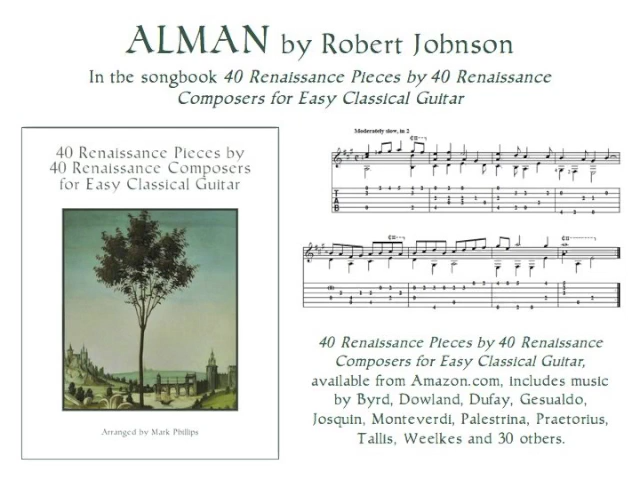 ALMAN by Robert Johnson
In the songbook 40 Renaissance Pieces by 40 Renaissance
Composers for Easy Classical Guitar
40 Renaissance Pieces by
40 Renaissance Composers
for Easy Classical Guitar
Arranged by Mark Phillips
Moderately slow, in 2
40 Renaissance Pieces by 40 Renaissance
Composers for Easy Classical Guitar,
available from Amazon.com, includes music
by Byrd, Dowland, Dufay, Gesualdo,
Josquin, Monteverdi, Palestrina, Praetorius,
Tallis, Weelkes and 30 others.